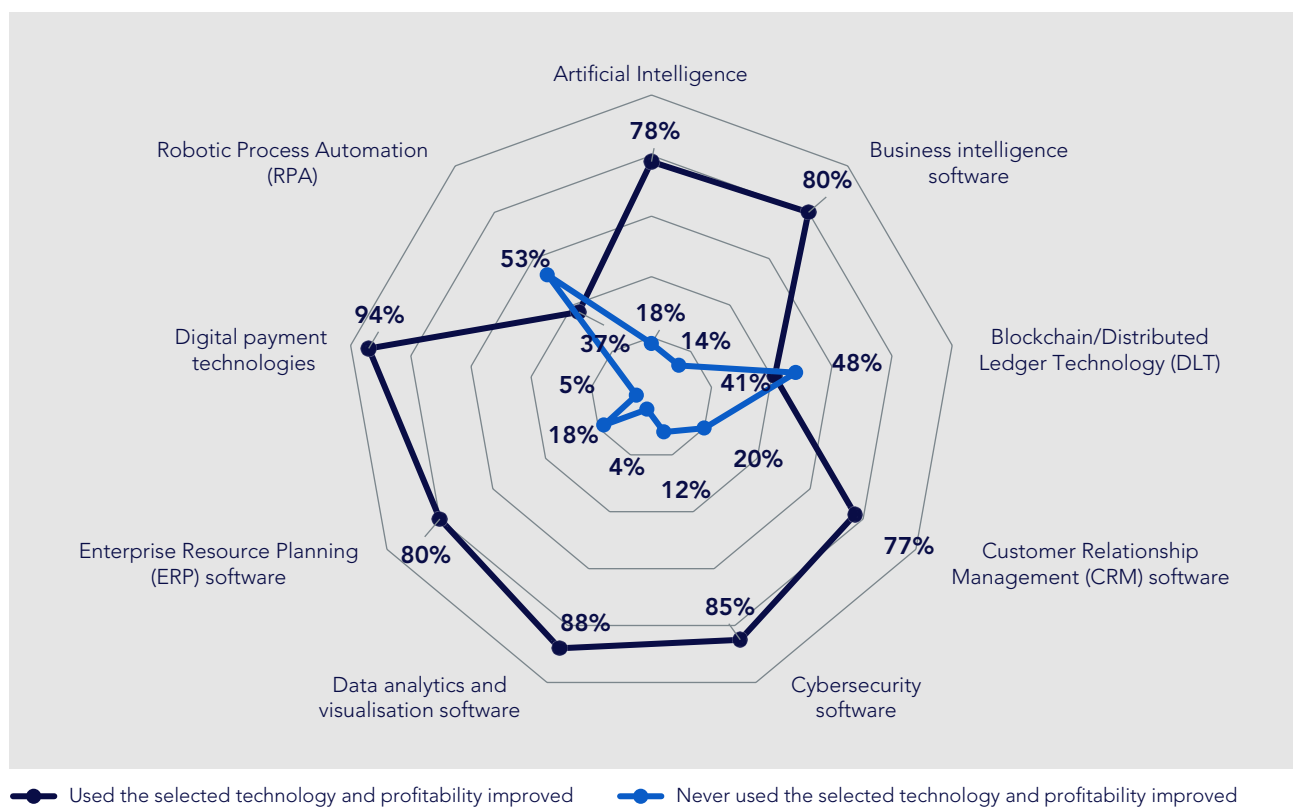 Artificial Intelligence
78%
Robotic Process Automation
(RPA)
Business intelligence
software
80%
53%
94%
18%
Digital payment
technologies
37%
14%
Blockchain/Distributed
Ledger Technology (DLT)
48%
5%
41%
18%
4%
20%
12%
Enterprise Resource Planning
(ERP) software
80%
77%
Customer Relationship
Management (CRM) software
88%
85%
Data analytics and
visualisation software
Cybersecurity
software
Used the selected technology and profitability improved
Never used the selected technology and profitability improved